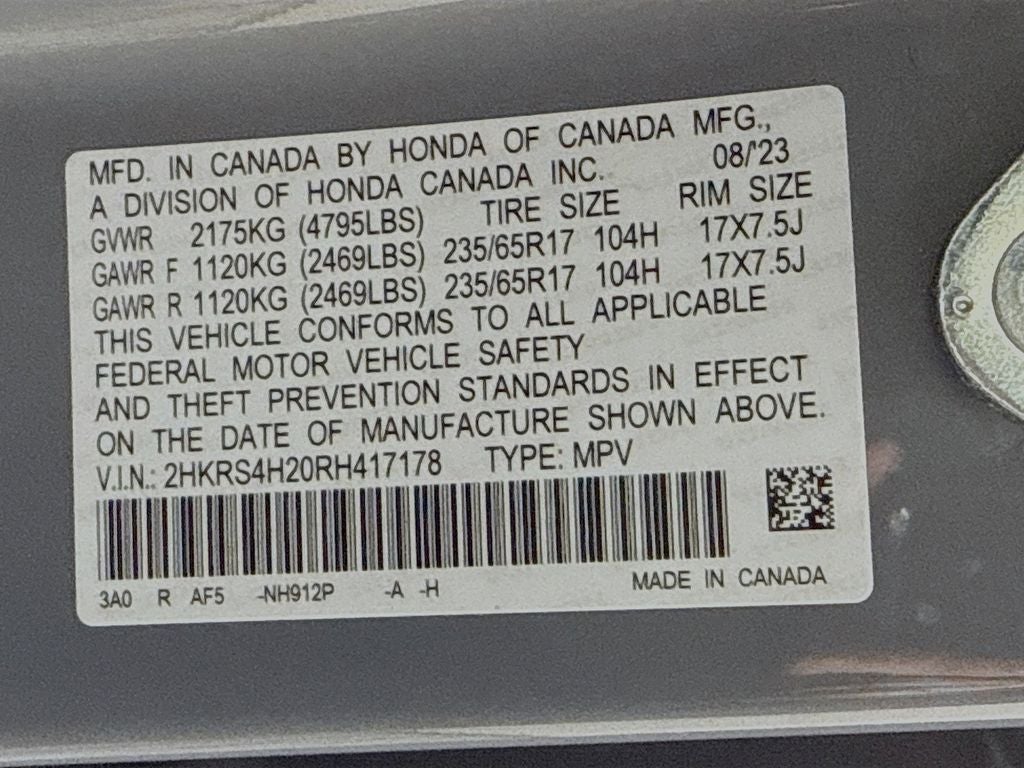 MFD. IN CANADA BY HONDA OF CANADA MFG.,
A DIVISION OF HONDA CANADA INC. 08/'23
GVWR 2175KG (4795LBS) TIRE SIZE RIM SIZE
GAWR F 1120KG (2469LBS) 235/65R17 104H 17X7.5J
GAWR R 1120KG (2469LBS) 235/65R17 104H 17X7.5J
THIS VEHICLE CONFORMS TO ALL APPLICABLE
FEDERAL MOTOR VEHICLE SAFETY
AND THEFT PREVENTION STANDARDS IN EFFECT
ON THE DATE OF MANUFACTURE SHOWN ABOVE.
V.I.N.: 2HKRS4H20RH417178 TYPE: MPV
3A0 R AF5 -NH912P -A -H MADE IN CANADA